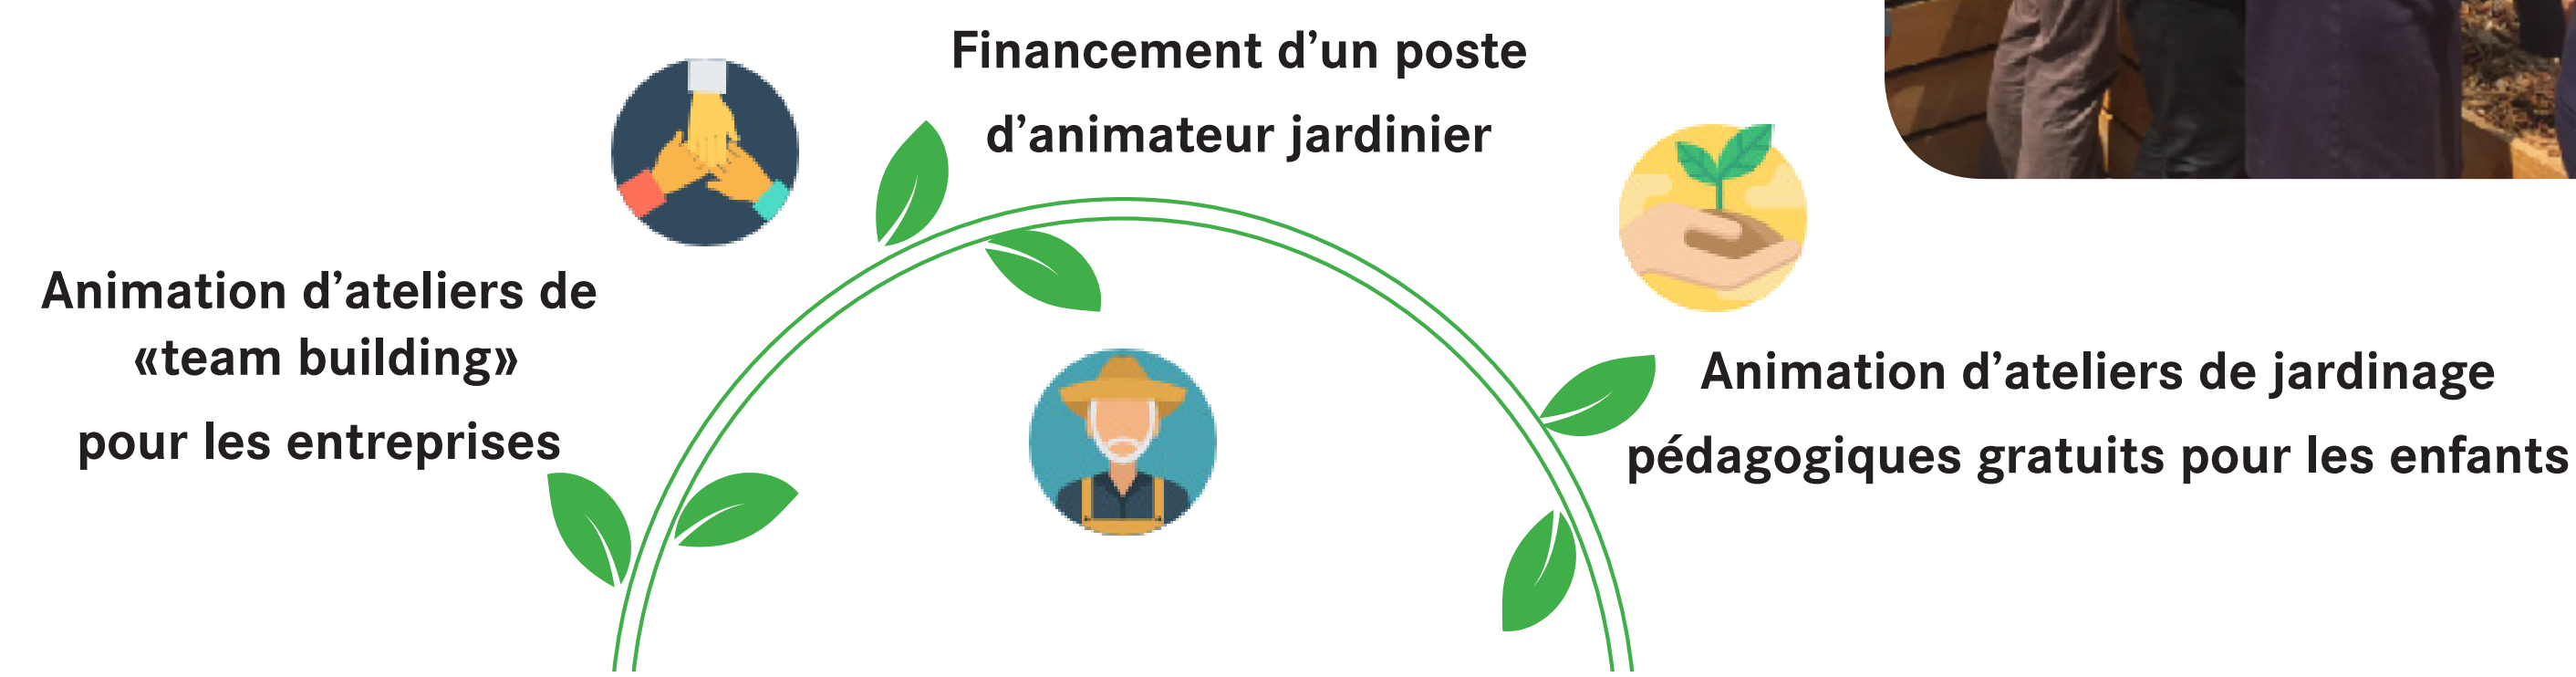 Financement d’un poste
d’animateur jardinier
Animation d’ateliers de
«team building»
pour les entreprises
Animation d’ateliers de jardinage
pédagogiques gratuits pour les enfants